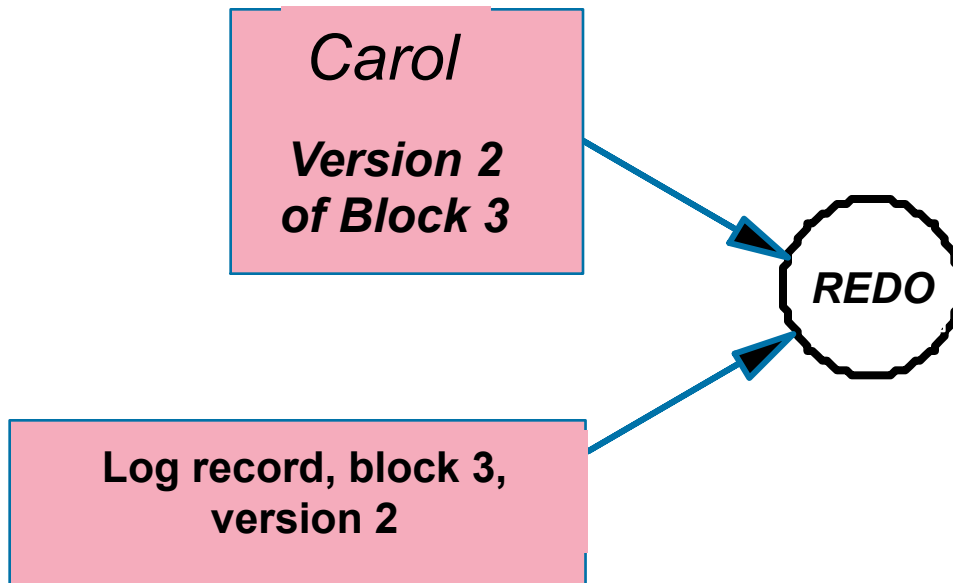 Carol
Version 2
of Block 3
REDO
Log record, block 3,
version 2